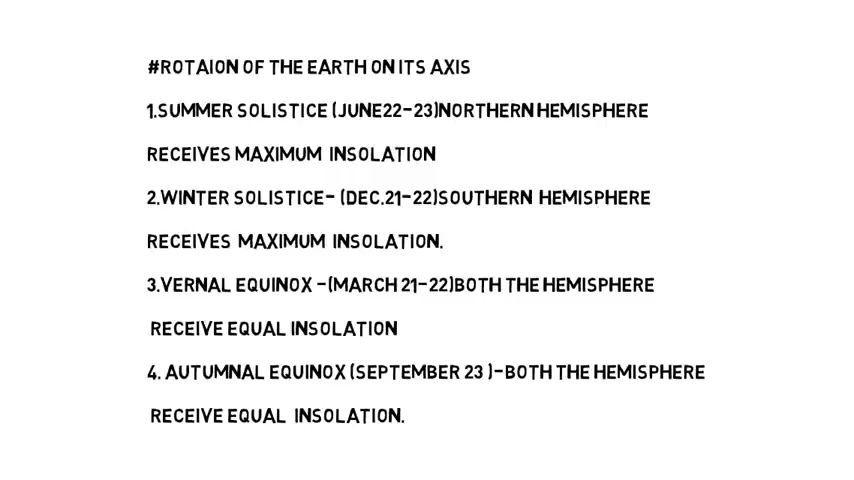 #ROTAION OF THE EARTH ON ITS AXIS
1.SUMMER SOLISTICE (JUNE22-23)NORTHERN HEMISPHERE
RECEIVES MAXIMUM INSOLATION
2.WINTER SOLISTICE- (DEC.21-22)SOUTHERN HEMISPHERE
RECEIVES MAXIMUM INSOLATION.
3.VERNAL EQUINOX -(MARCH 21-22)BOTH THE HEMISPHERE
RECEIVE EQUAL INSOLATION
4. AUTUMNAL EQUINOX (SEPTEMBER 23 )-BOTH THE HEMISPHERE
RECEIVE EQUAL INSOLATION.